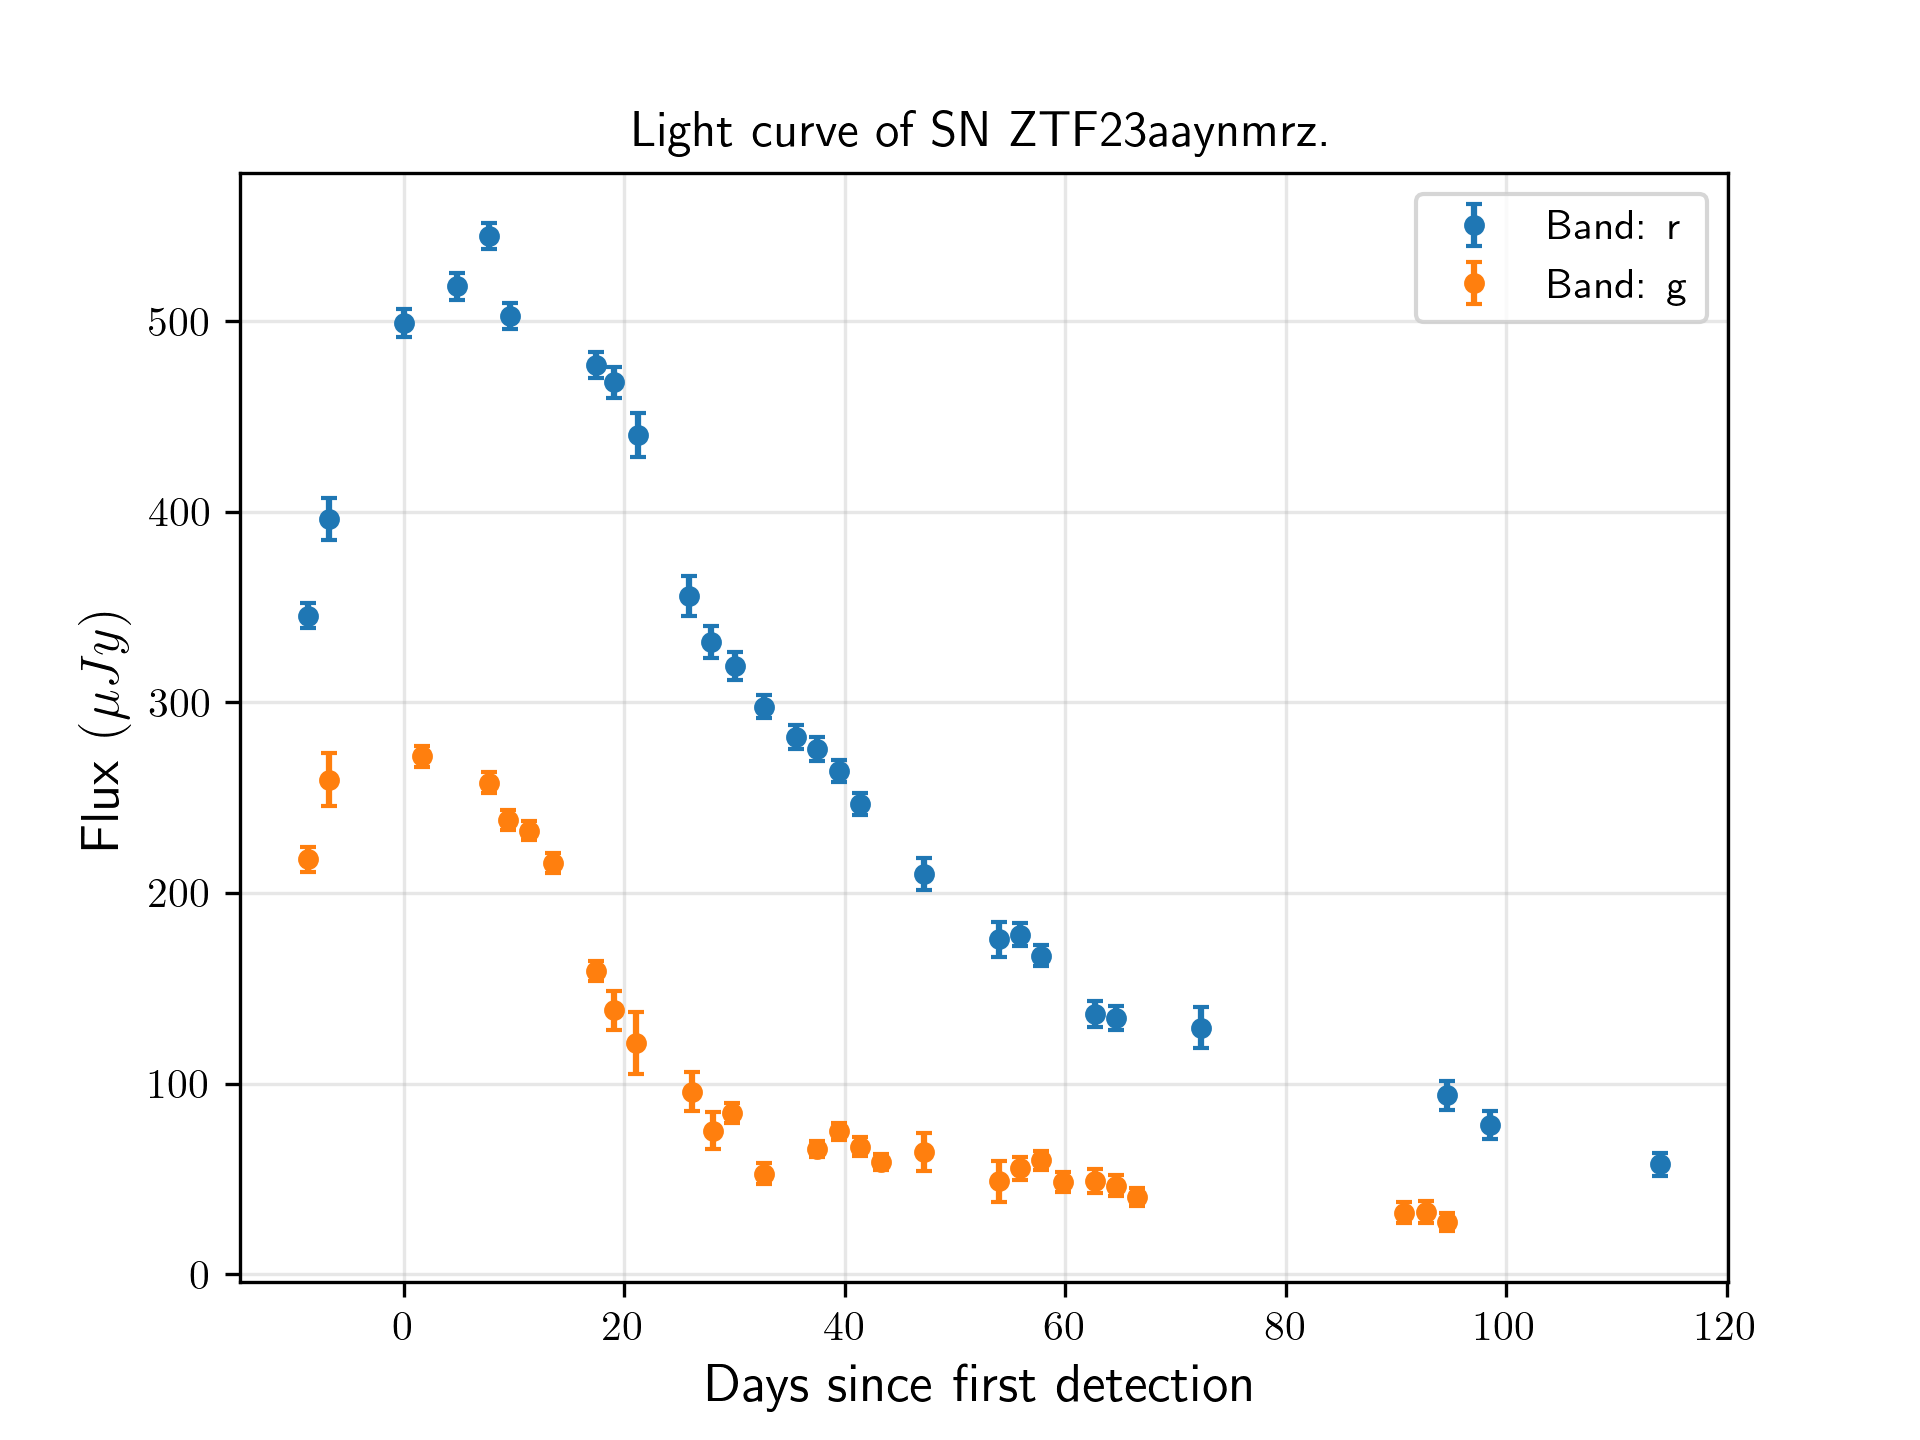 Light curve of SN ZTF23aaynmrz.
Band: r
Band: g
Flux (μJy)
500
400
300
200
100
0
0 20 40 60 80 100 120
Days since first detection